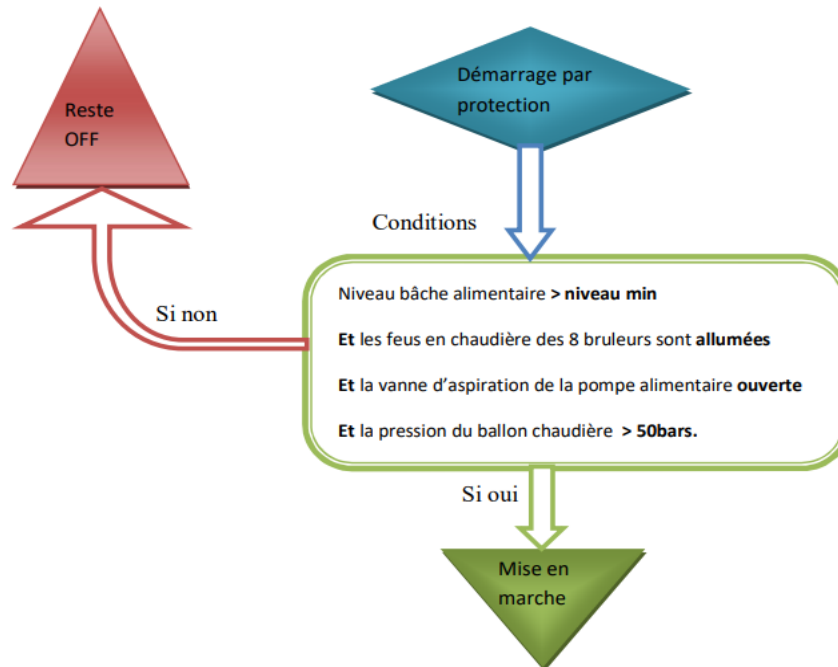 Démarrage par
protection
Reste
OFF
Conditions
Niveau bâche alimentaire > niveau min
Si non
Et les feus en chaudière des 8 bruleurs sont allumées
Et la vanne d'aspiration de la pompe alimentaire ouverte
Et la pression du ballon chaudière > 50bars.
Si oui
Mise en
marche